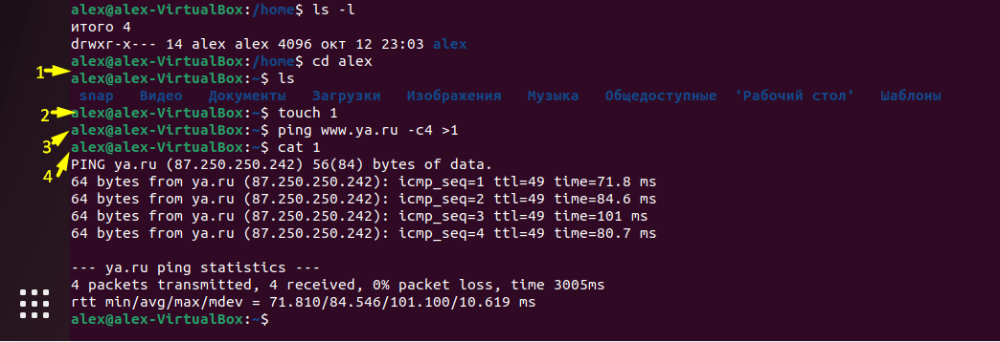 alex@alex-VirtualBox:/home$ ls -l
итого 4
drwxr-x--- 14 alex alex 4096 окт 12 23:03 alex
alex@alex-VirtualBox:/home$ cd alex
1
alex@alex-VirtualBox:~$ ls
snap Видео Документы Загрузки Изображения Музыка Общедоступные 'Рабочий стол' Шаблоны
2 alex@alex-VirtualBox:~$ touch 1
alex@alex-VirtualBox:~$ ping www.ya.ru -c4 >1
3
alex@alex-VirtualBox:~$ cat 1
PING ya.ru (87.250.250.242) 56(84) bytes of data.
4
64 bytes from ya.ru (87.250.250.242): icmp_seq=1 ttl=49 time=71.8 ms
64 bytes from ya.ru (87.250.250.242): icmp_seq=2 ttl=49 time=84.6 ms
64 bytes from ya.ru (87.250.250.242): icmp_seq=3 ttl=49 time=101 ms
64 bytes from ya.ru (87.250.250.242): icmp_seq=4 ttl=49 time=80.7 ms
--- ya.ru ping statistics ---
4 packets transmitted, 4 received, 0% packet loss, time 3005ms
rtt min/avg/max/mdev = 71.810/84.546/101.100/10.619 ms
alex@alex-VirtualBox:~$